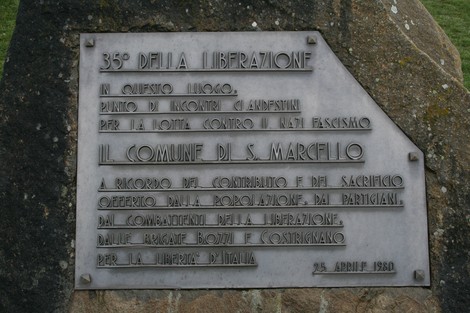 35° DELLA LIBERAZIONE
IN QUESTO LUOGO,
PUNTO DI INCONTRI CLANDESTINI
PER LA LOTTA CONTRO IL NAZI FASCISMO
IL COMUNE DI S. MARCELLO
A RICORDO DEL CONTRIBUTO E DEL SACRIFICIO
OFFERTO DALLA POPOLAZIONE, DAI PARTIGIANI,
DAI COMBATTENTI DELLA LIBERAZIONE,
DALLE BRIGATE BOZZI E COSTRIGNANO
PER LA LIBERTA' D'ITALIA
25 APRILE 1980